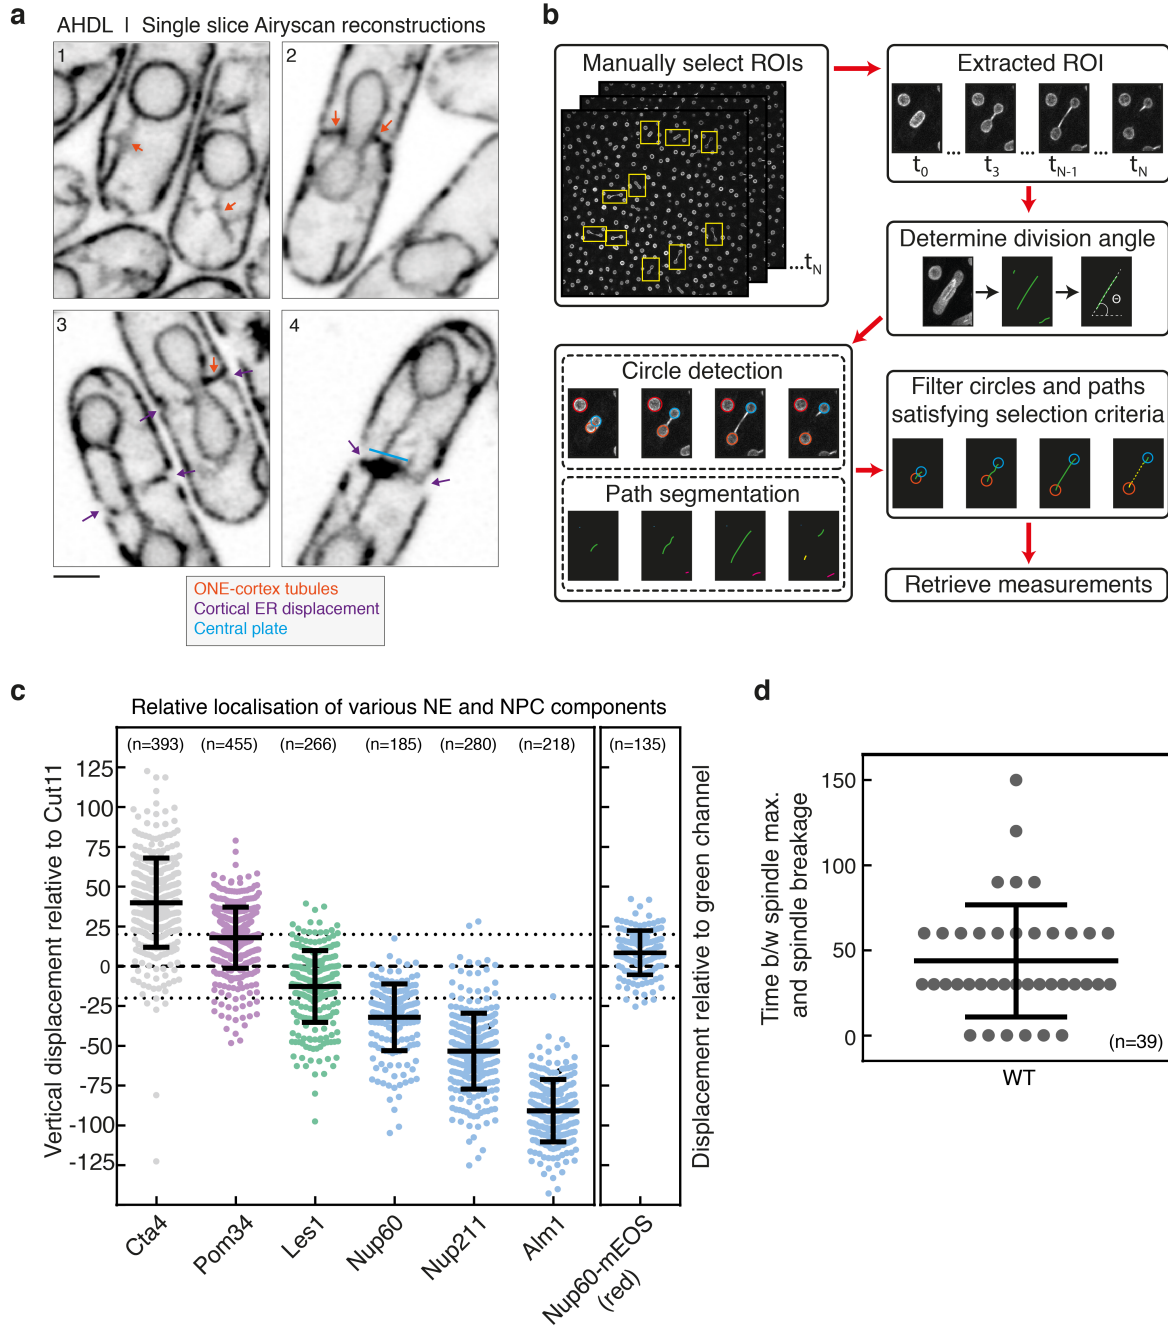 a
AHDL | Single slice Airyscan reconstructions
1
2
3
4
ONE-cortex tubules
Cortical ER displacement
Central plate
b
Manually select ROIs
...tN
Extracted ROI
t0 ... t3 ... tN-1 ... tN
Determine division angle
Θ
Circle detection
Path segmentation
Filter circles and paths
satisfying selection criteria
Retrieve measurements
c
Relative localisation of various NE and NPC components
Vertical displacement relative to Cut11
(n=393) (n=455) (n=266) (n=185) (n=280) (n=218) (n=135)
125
100
75
50
25
0
-25
-50
-75
-100
-125
Cta4
Pom34
Les1
Nup60
Nup211
Alm1
Nup60-mEOS
(red)
Displacement relative to green channel
d
Time b/w spindle max.
and spindle breakage
150
100
50
0
(n=39)
WT